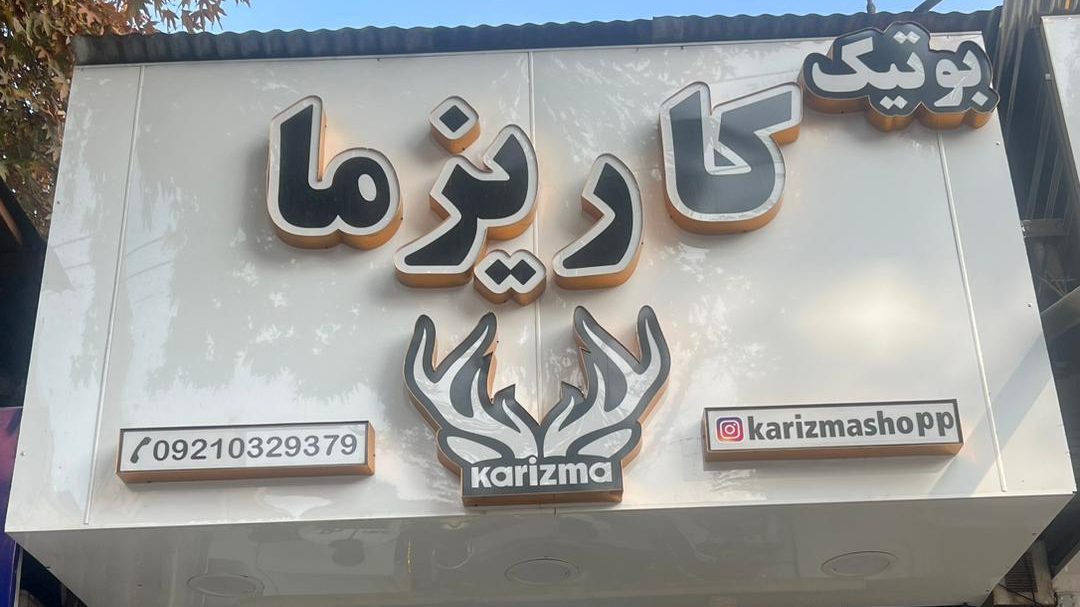 بوتیک
کاریزما
karizma
09210329379
karizmashopp